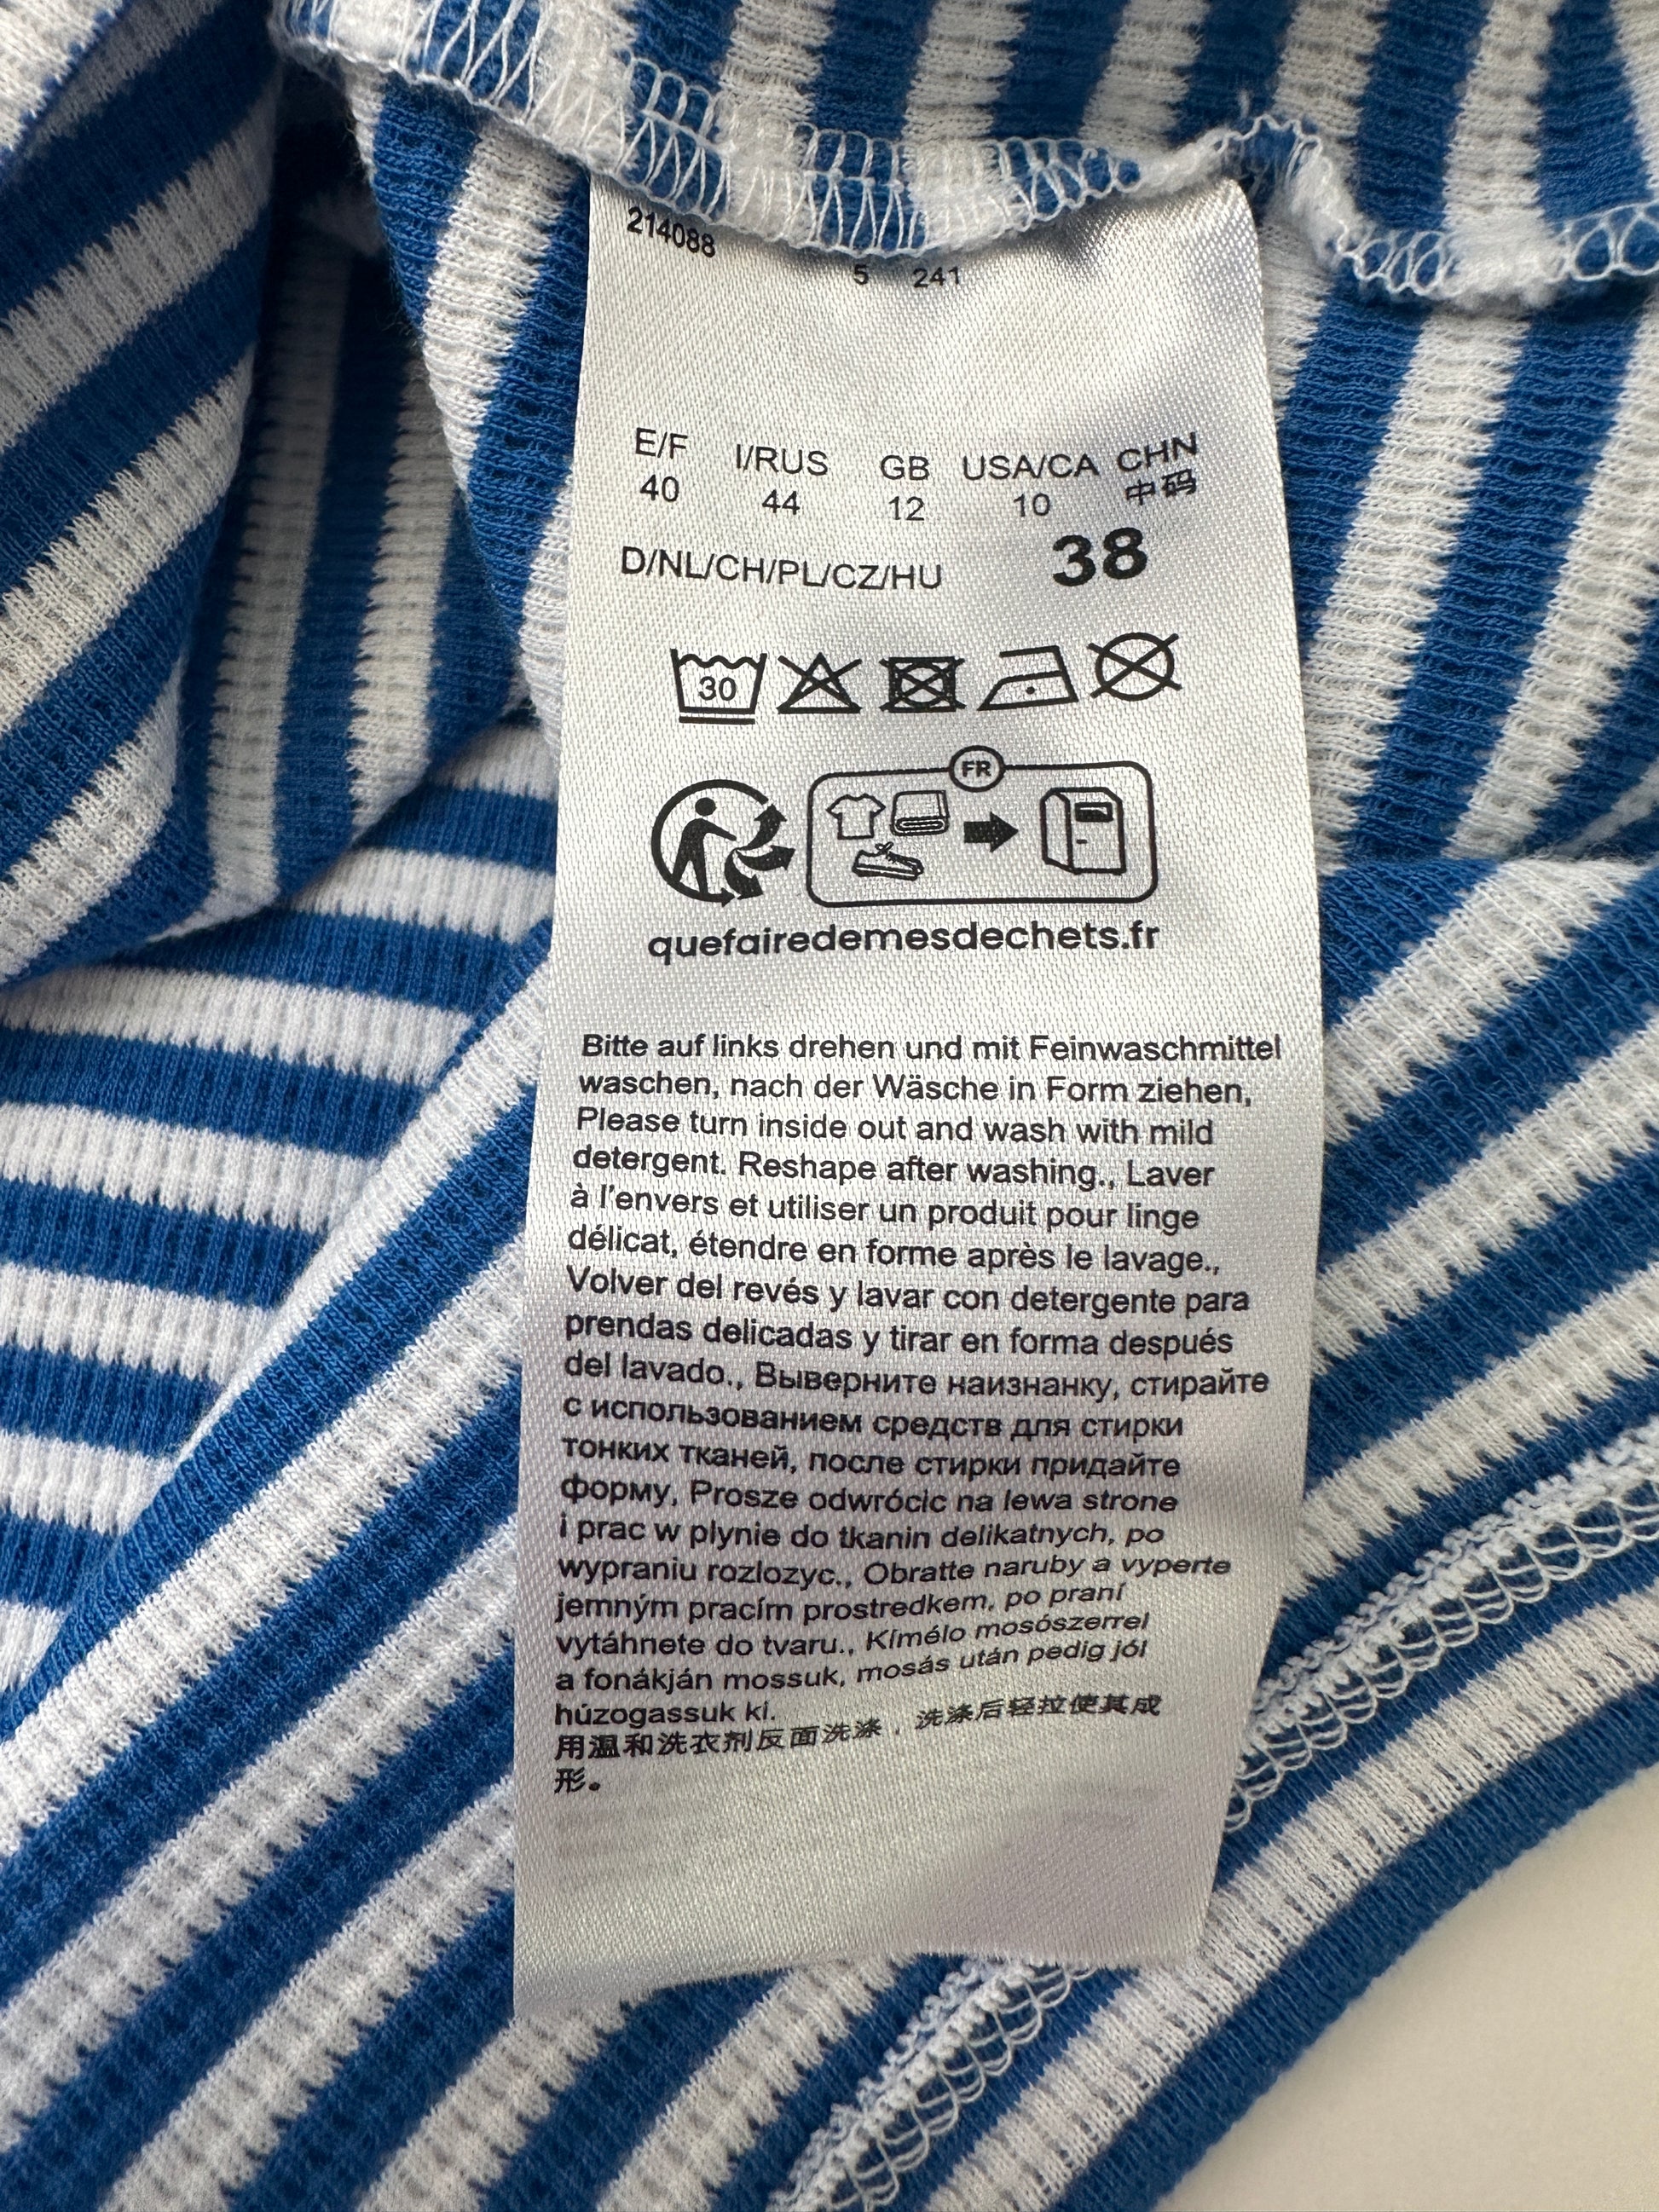 214088
5 241
E/F I/RUS GB USA/CA CHN
40 44 12 10 中码
D/NL/CH/PL/CZ/HU 38
30
FR
quefairedemesdechets.fr
Bitte auf links drehen und mit Feinwaschmittel
waschen, nach der Wäsche in Form ziehen,
Please turn inside out and wash with mild
detergent. Reshape after washing., Laver
à l'envers et utiliser un produit pour linge
délicat, étendre en forme après le lavage.,
Volver del revés y lavar con detergente para
prendas delicadas y tirar en forma después
del lavado., Выверните наизнанку, стирайте
с использованием средств для стирки
тонких тканей, после стирки придайте
форму, Prosze odwrócic na lewa strone
i prac w plynie do tkanin delikatnych, po
wypraniu rozlozyc., Obratte naruby a vyperte
jemným pracím prostredkem, po praní
vytáhnete do tvaru., Kímélo mosószerrel
a fonákján mossuk, mosás után pedig jól
húzogassuk ki.
用温和洗衣剂反面洗涤，洗涤后轻拉使其成
形。